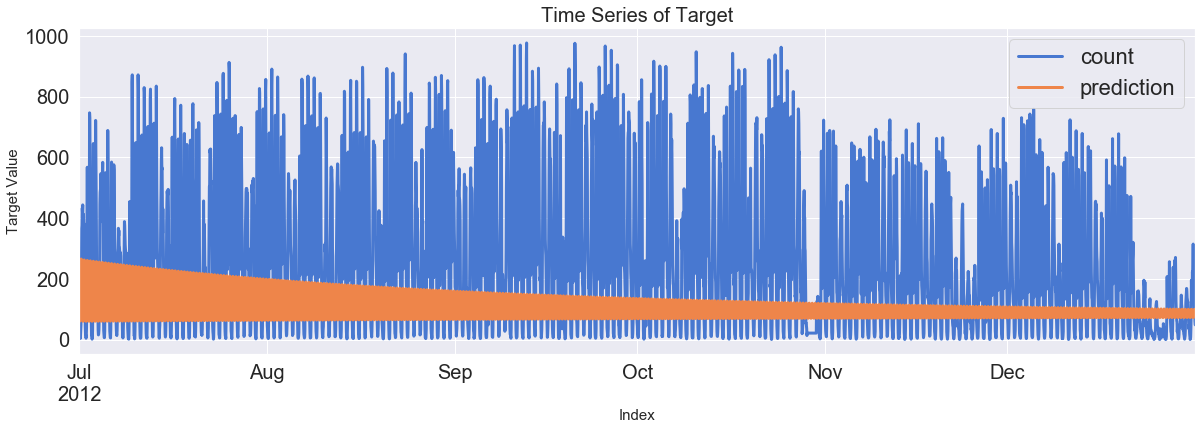 Time Series of Target
count
prediction
Target Value
1000
800
600
400
200
0
Jul
2012
Aug
Sep
Oct
Nov
Dec
Index